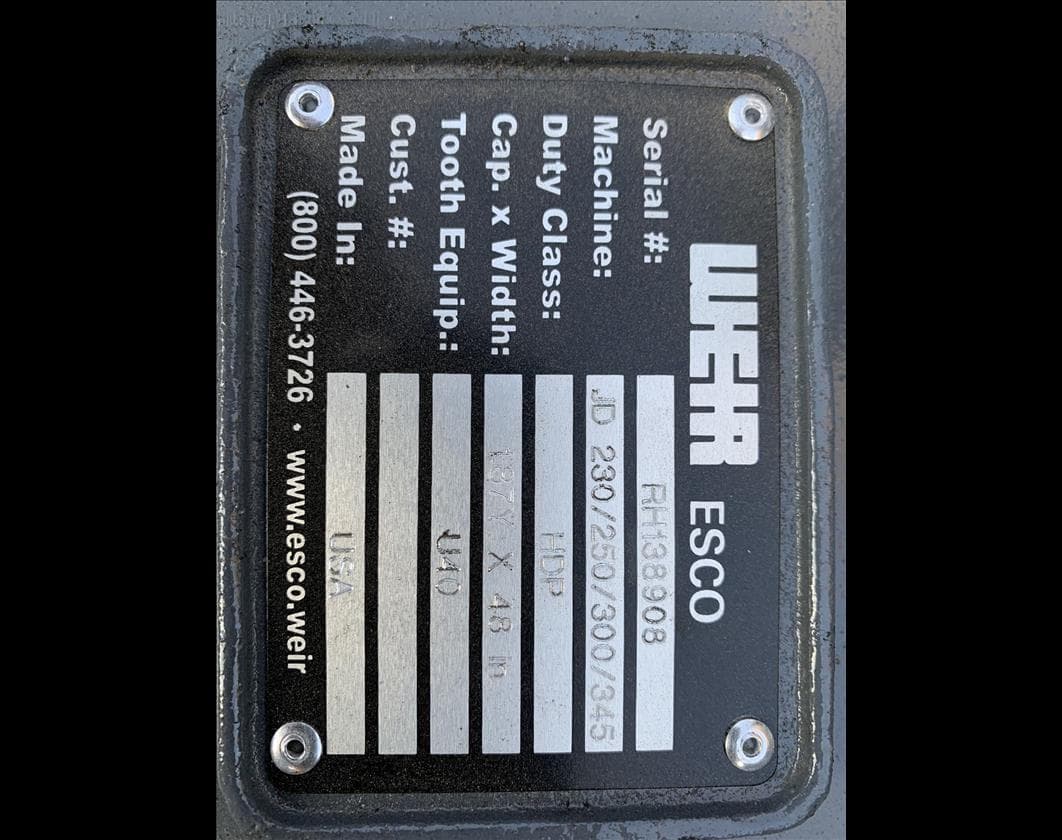 WEIR ESCO
Serial #: RH138908
Machine: JD 230/250/300/345
Duty Class: HDP
Cap. x Width: 1.87Y X 48 in
Tooth Equip.: U40
Cust. #:
Made In: USA
(800) 446-3726 • www.esco.weir